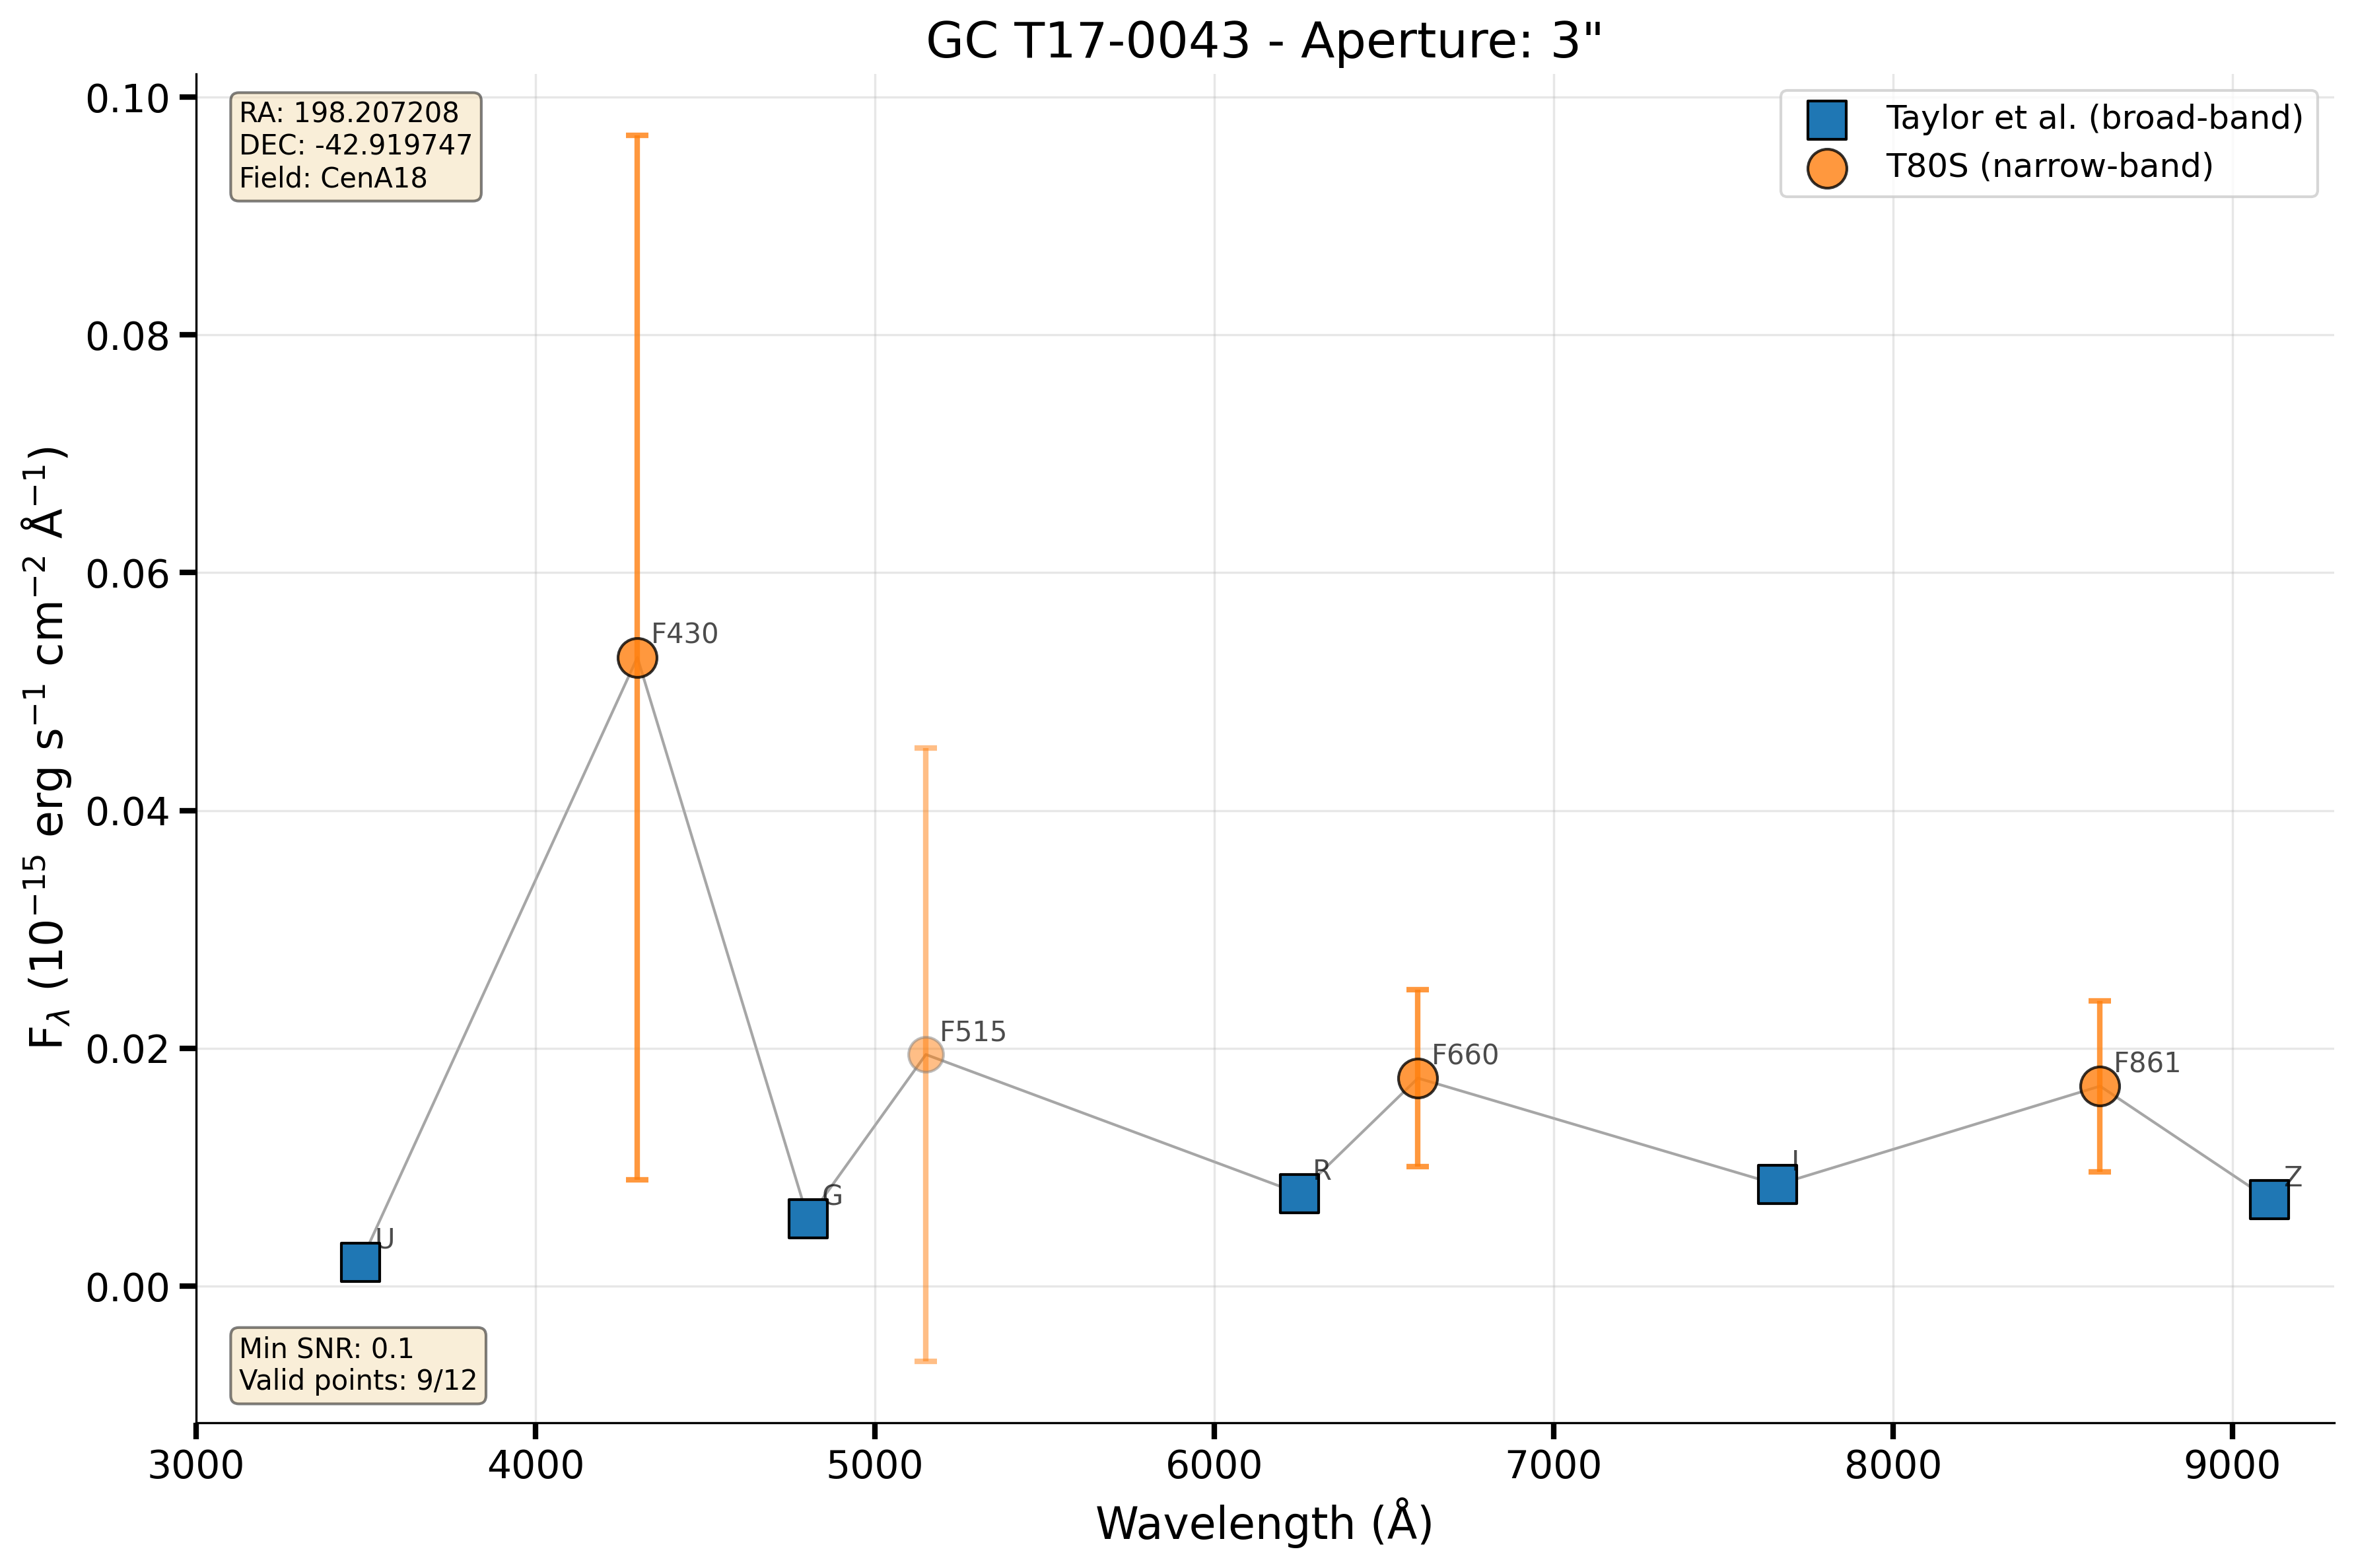 GC T17-0043 - Aperture: 3"
RA: 198.207208
DEC: -42.919747
Field: CenA18
Taylor et al. (broad-band)
T80S (narrow-band)
0.10
0.08
0.06
0.04
0.02
0.00
F_λ (10⁻¹⁵ erg s⁻¹ cm⁻² Å⁻¹)
U
F430
G
F515
R
F660
I
F861
Z
Min SNR: 0.1
Valid points: 9/12
3000 4000 5000 6000 7000 8000 9000
Wavelength (Å)